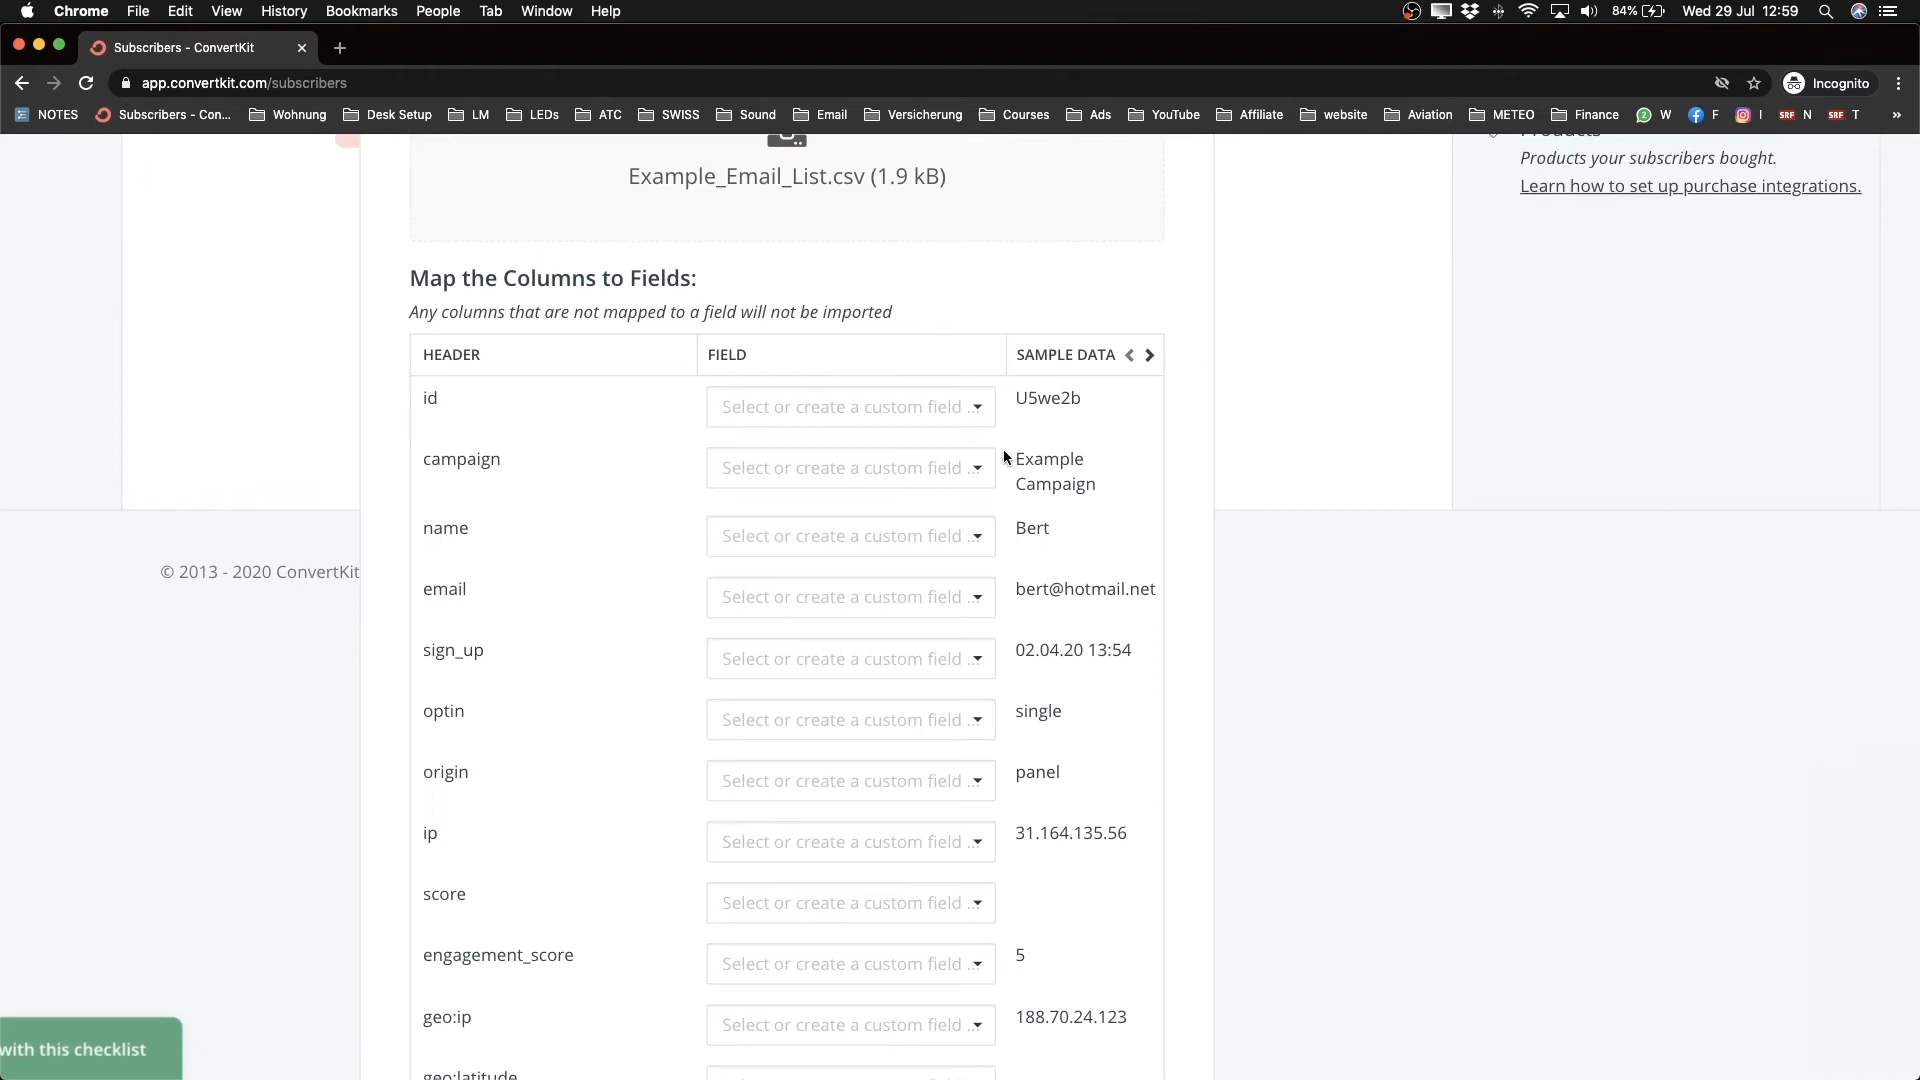 Chrome File Edit View History Bookmarks People Tab Window Help 84% Wed 29 Jul 12:59
Subscribers - ConvertKit
app.convertkit.com/subscribers Incognito
NOTES Subscribers - Con... Wohnung Desk Setup LM LEDs ATC SWISS Sound Email Versicherung Courses Ads YouTube Affiliate website Aviation METEO Finance 2 W F I SRF N SRF T »
Products
Products your subscribers bought.
Learn how to set up purchase integrations.
Example_Email_List.csv (1.9 kB)
Map the Columns to Fields:
Any columns that are not mapped to a field will not be imported
HEADER FIELD SAMPLE DATA
id Select or create a custom field ... U5we2b
campaign Select or create a custom field ... Example
Campaign
name Select or create a custom field ... Bert
email Select or create a custom field ... bert@hotmail.net
sign_up Select or create a custom field ... 02.04.20 13:54
optin Select or create a custom field ... single
origin Select or create a custom field ... panel
ip Select or create a custom field ... 31.164.135.56
score Select or create a custom field ...
engagement_score Select or create a custom field ... 5
geo:ip Select or create a custom field ... 188.70.24.123
geo:latitude
© 2013 - 2020 ConvertKit
with this checklist